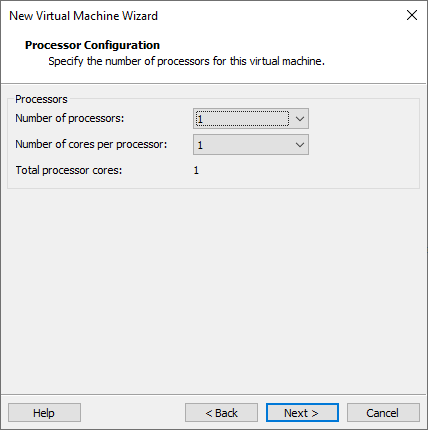 New Virtual Machine Wizard
Processor Configuration
Specify the number of processors for this virtual machine.
Processors
Number of processors: 1
Number of cores per processor: 1
Total processor cores: 1
Help < Back Next > Cancel